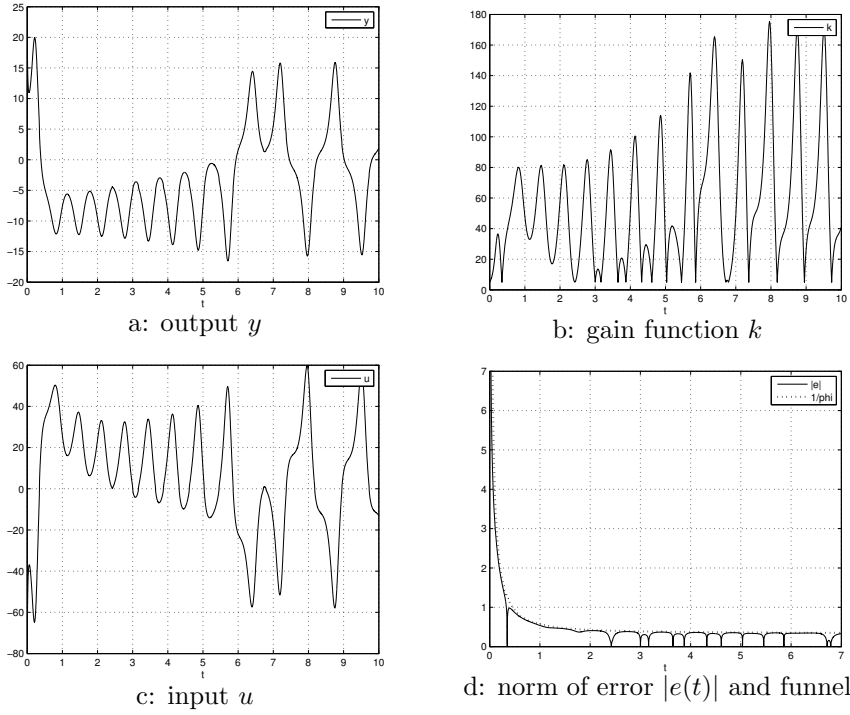 25
20
15
10
5
0
−5
−10
−15
−20
0 1 2 3 4 5 6 7 8 9 10
t
y
a: output y
180
160
140
120
100
80
60
40
20
0
0 1 2 3 4 5 6 7 8 9 10
t
k
b: gain function k
60
40
20
0
−20
−40
−60
−80
0 1 2 3 4 5 6 7 8 9 10
t
u
c: input u
7
6
5
4
3
2
1
0
0 1 2 3 4 5 6 7
t
|e|
1/phi
d: norm of error |e(t)| and funnel